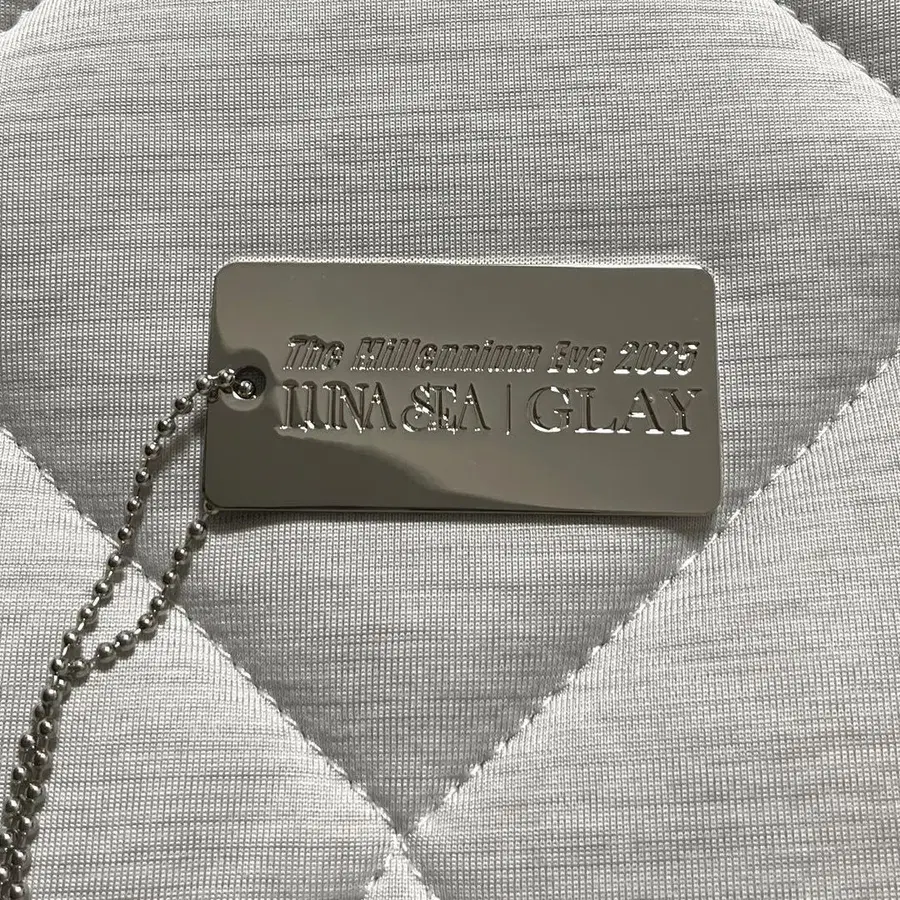 The Millennium Eve 2025
LUNA SEA | GLAY